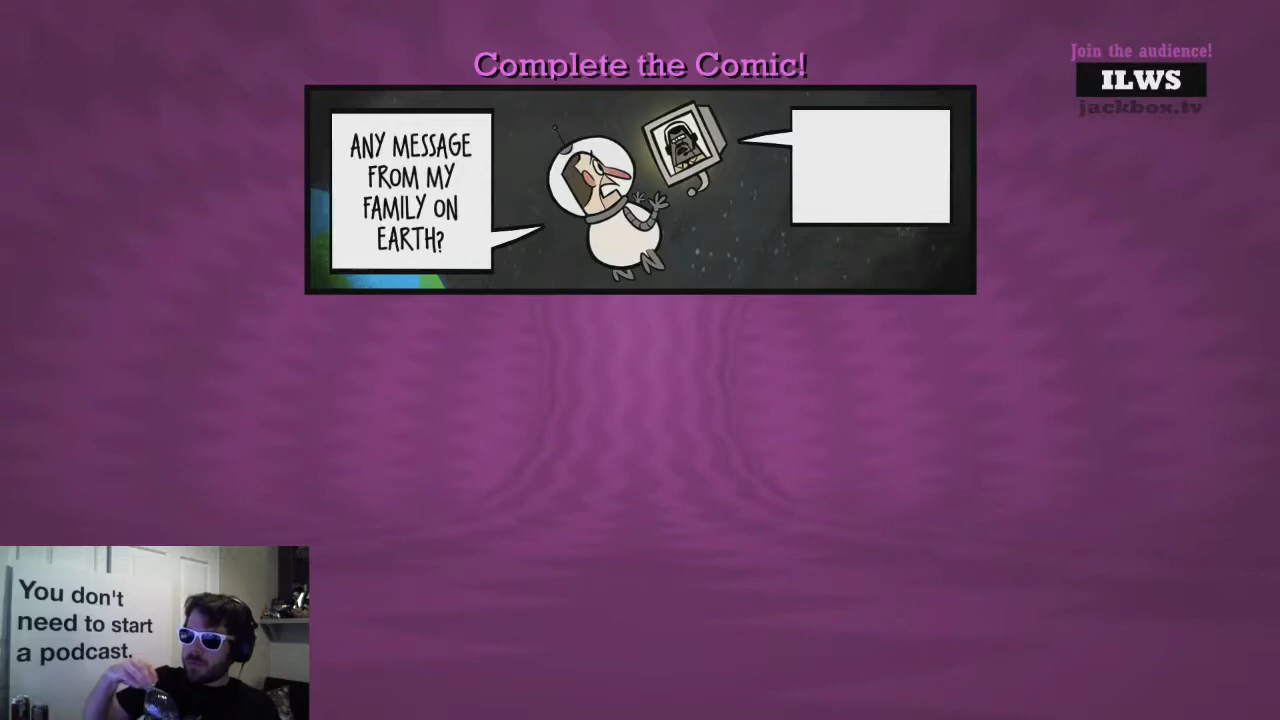 Join the audience!
Complete the Comic!
ILWS
jackbox.tv
ANY MESSAGE
FROM MY
FAMILY ON
EARTH?
You don't
need to start
a podcast.